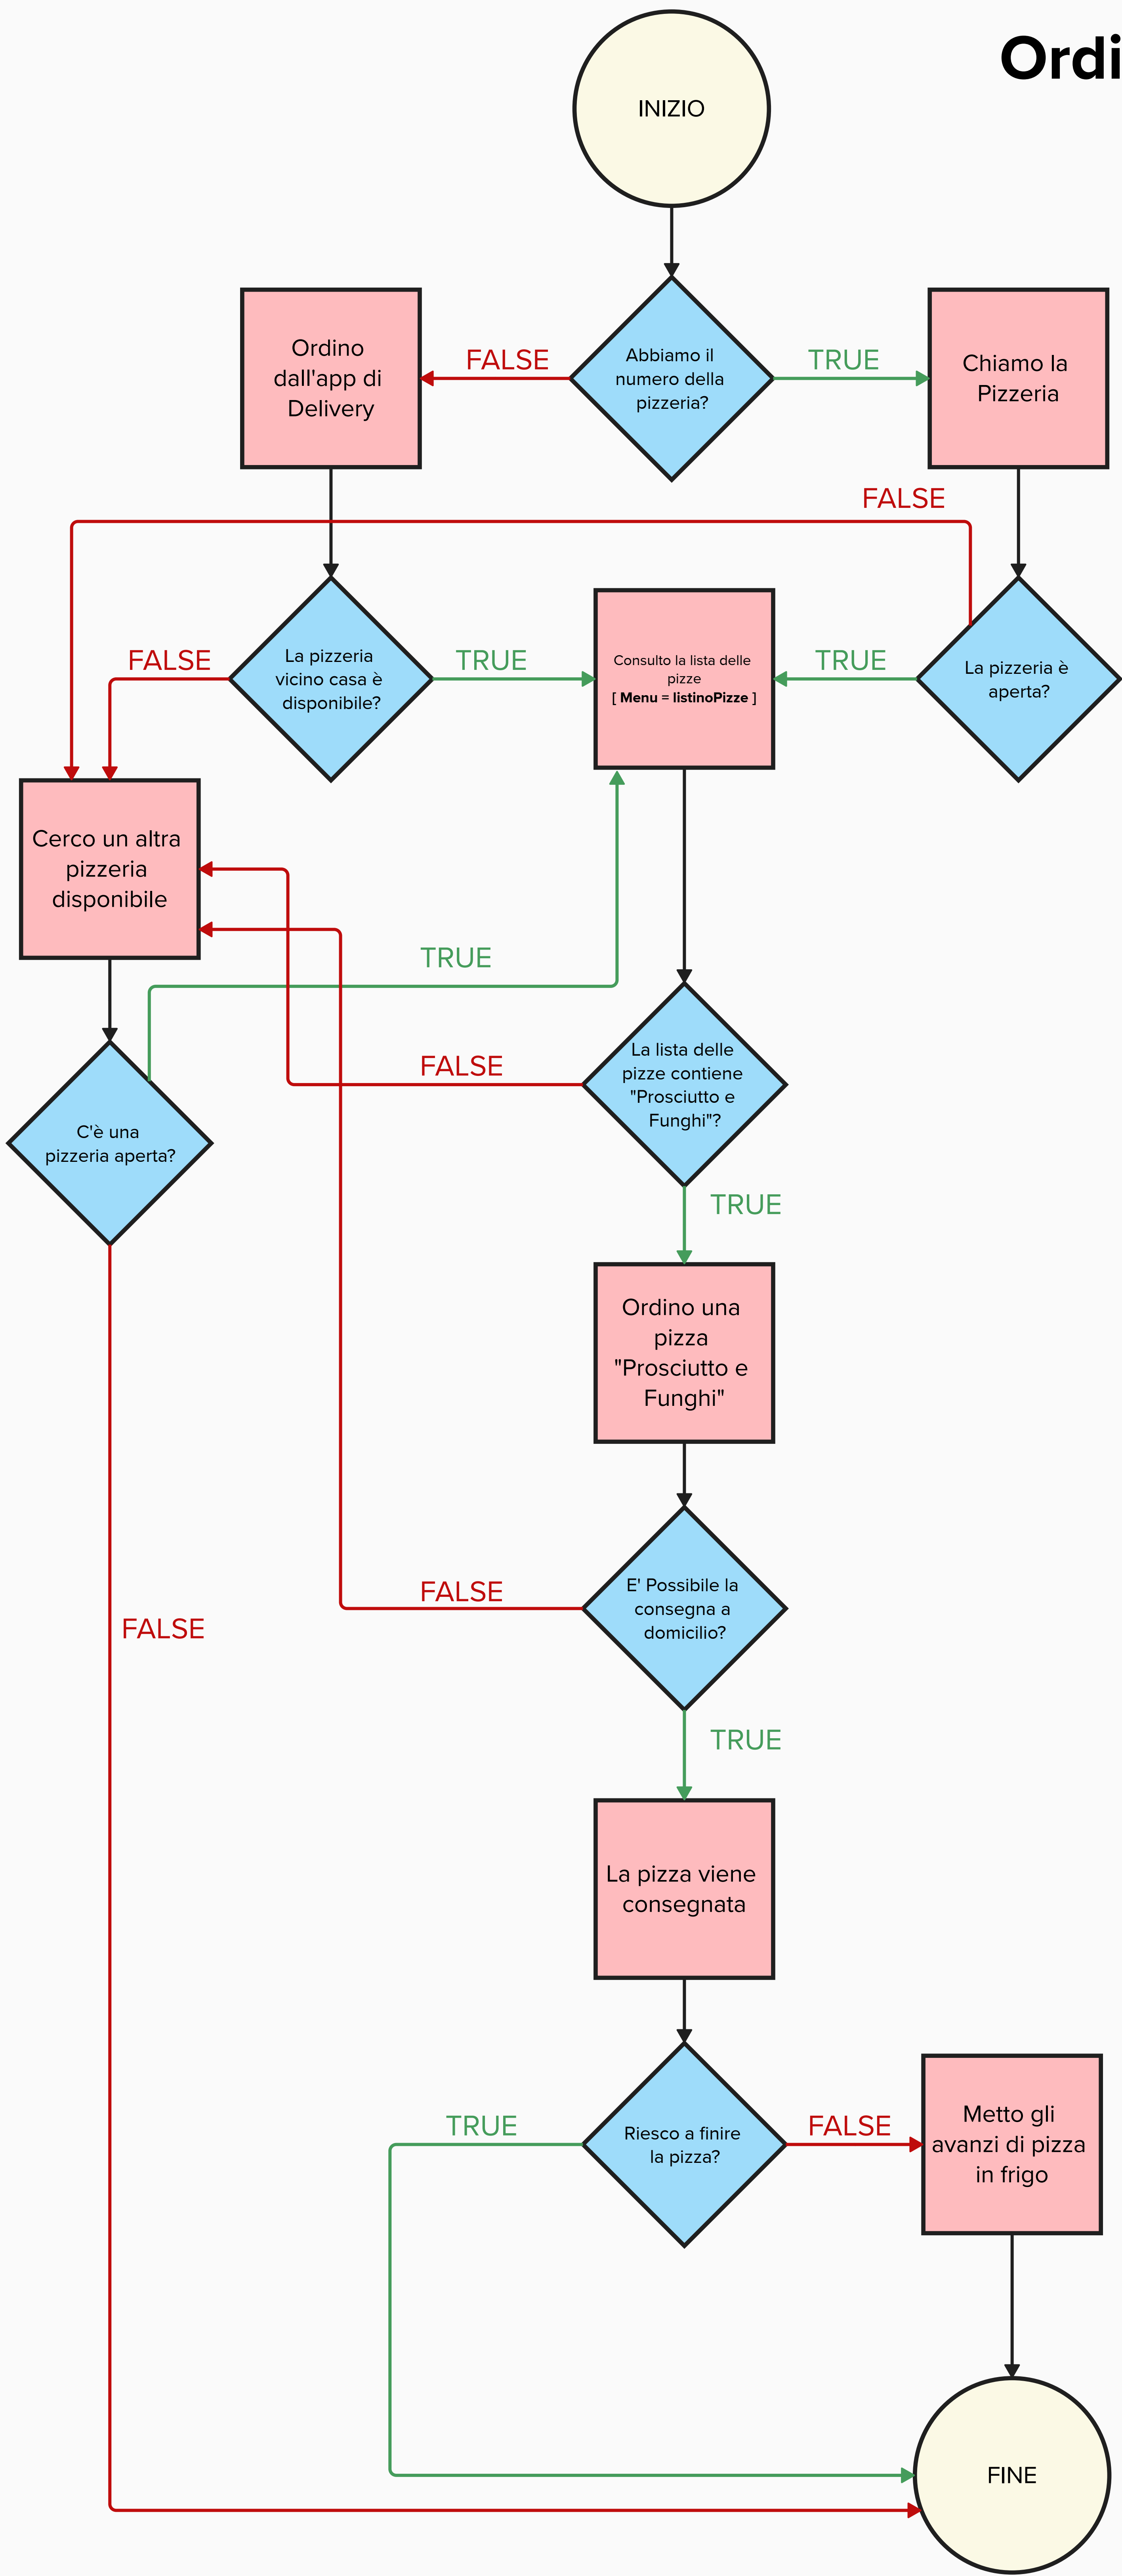 Ordi
INIZIO
Ordino
dall'app di
Delivery
FALSE
Abbiamo il
numero della
pizzeria?
TRUE
Chiamo la
Pizzeria
FALSE
FALSE
La pizzeria
vicino casa è
disponibile?
TRUE
Consulto la lista delle
pizze
[ Menu = listinoPizze ]
TRUE
La pizzeria è
aperta?
Cerco un altra
pizzeria
disponibile
TRUE
FALSE
La lista delle
pizze contiene
"Prosciutto e
Funghi"?
C'è una
pizzeria aperta?
TRUE
Ordino una
pizza
"Prosciutto e
Funghi"
FALSE
E' Possibile la
consegna a
domicilio?
FALSE
TRUE
La pizza viene
consegnata
TRUE
Riesco a finire
la pizza?
FALSE
Metto gli
avanzi di pizza
in frigo
FINE